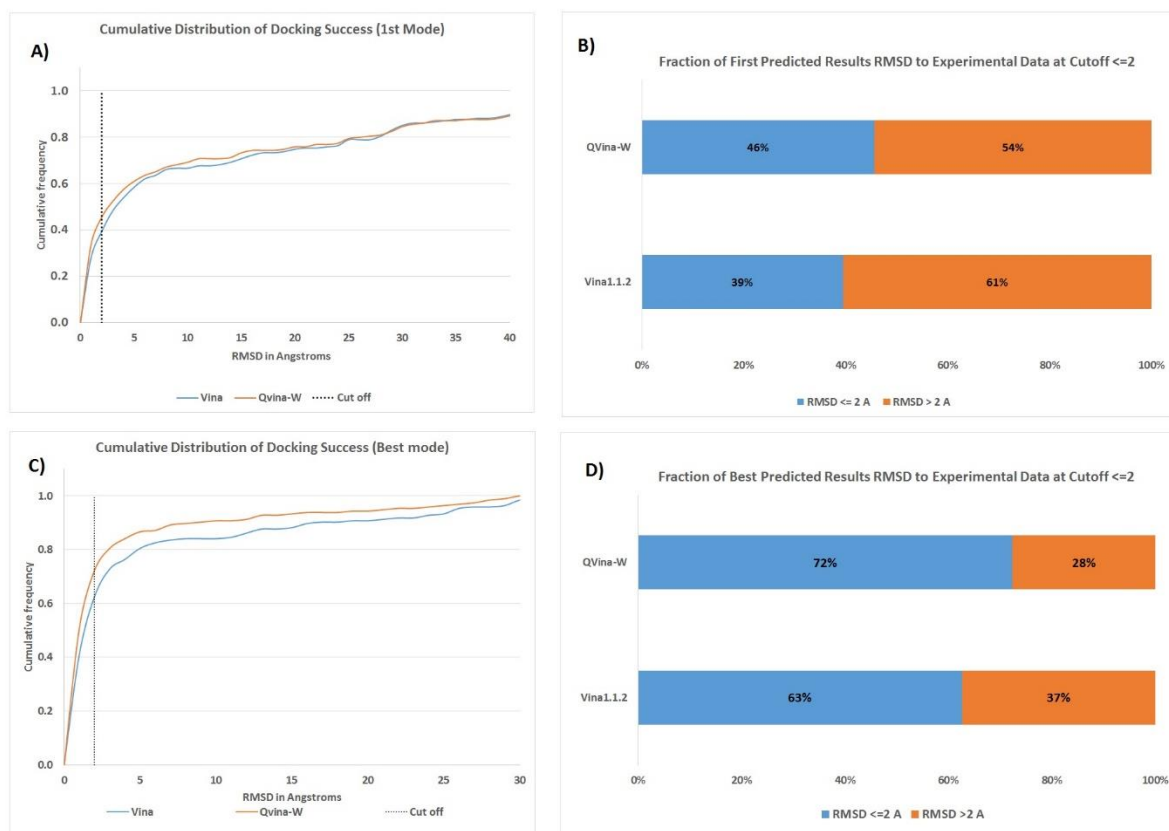 A)
Cumulative Distribution of Docking Success (1st Mode)
Cumulative frequency
1.0
0.8
0.6
0.4
0.2
0.0
0 5 10 15 20 25 30 35 40
RMSD in Angstroms
Vina Qvina-W Cut off
B)
Fraction of First Predicted Results RMSD to Experimental Data at Cutoff <=2
QVina-W 46% 54%
Vina1.1.2 39% 61%
0% 20% 40% 60% 80% 100%
RMSD <= 2 A RMSD > 2 A
C)
Cumulative Distribution of Docking Success (Best mode)
Cumulative frequency
1.0
0.8
0.6
0.4
0.2
0.0
0 5 10 15 20 25 30
RMSD in Angstroms
Vina Qvina-W Cut off
D)
Fraction of Best Predicted Results RMSD to Experimental Data at Cutoff <=2
QVina-W 72% 28%
Vina1.1.2 63% 37%
0% 20% 40% 60% 80% 100%
RMSD <=2 A RMSD >2 A